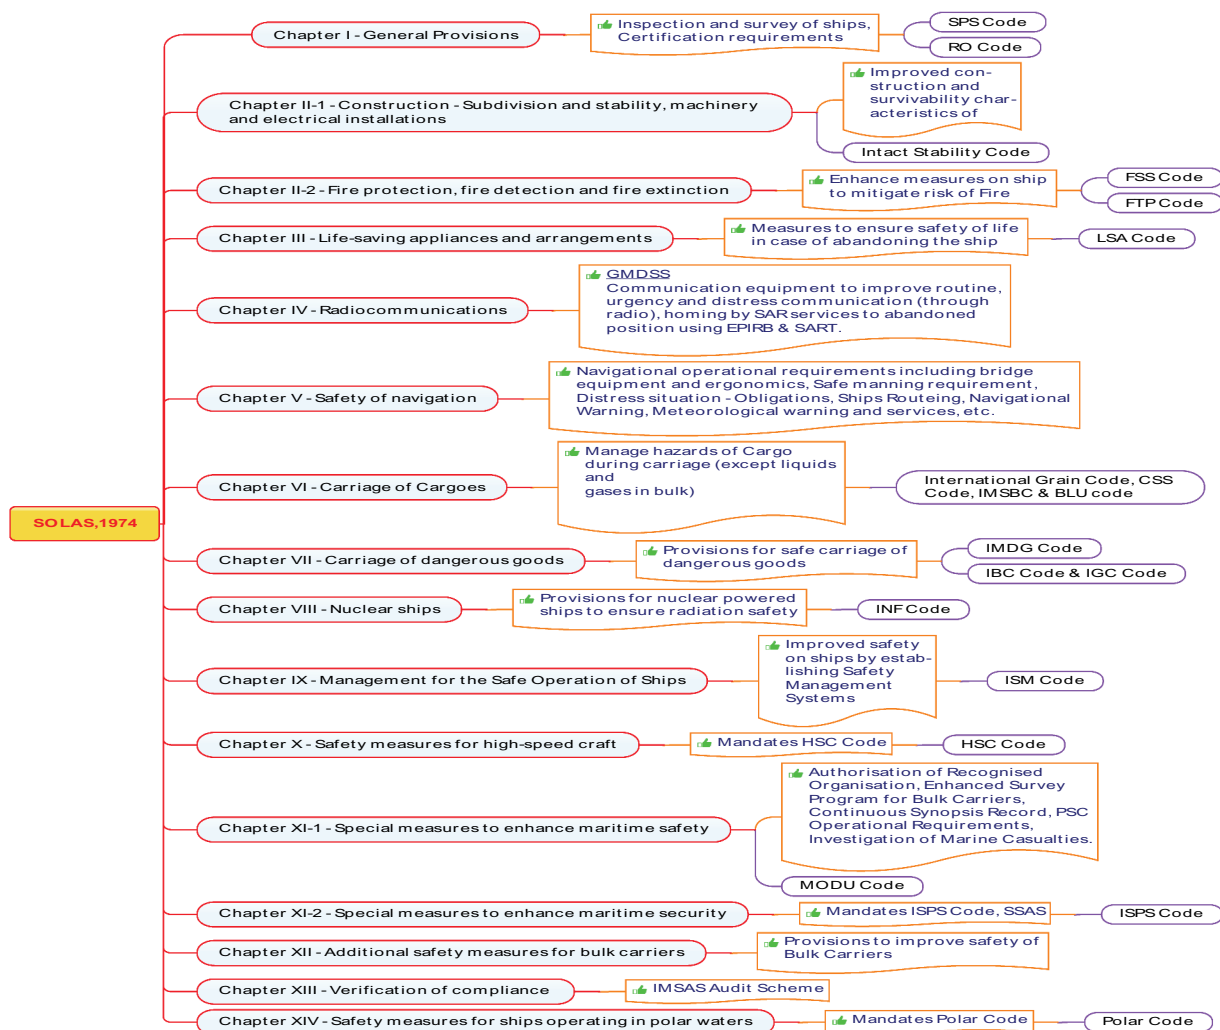 SOLAS,1974
Chapter I - General Provisions
Inspection and survey of ships,
Certification requirements
SPS Code
RO Code
Chapter II-1 - Construction - Subdivision and stability, machinery
and electrical installations
Improved con-
struction and
survivability char-
acteristics of
Intact Stability Code
Chapter II-2 - Fire protection, fire detection and fire extinction
Enhance measures on ship
to mitigate risk of Fire
FSS Code
FTP Code
Chapter III - Life-saving appliances and arrangements
Measures to ensure safety of life
in case of abandoning the ship
LSA Code
Chapter IV - Radiocommunications
GMDSS
Communication equipment to improve routine,
urgency and distress communication (through
radio), homing by SAR services to abandoned
position using EPIRB & SART.
Chapter V - Safety of navigation
Navigational operational requirements including bridge
equipment and ergonomics, Safe manning requirement,
Distress situation - Obligations, Ships Routeing, Navigational
Warning, Meteorological warning and services, etc.
Chapter VI - Carriage of Cargoes
Manage hazards of Cargo
during carriage (except liquids
and
gases in bulk)
International Grain Code, CSS
Code, IMSBC & BLU code
Chapter VII - Carriage of dangerous goods
Provisions for safe carriage of
dangerous goods
IMDG Code
IBC Code & IGC Code
Chapter VIII - Nuclear ships
Provisions for nuclear powered
ships to ensure radiation safety
INF Code
Chapter IX - Management for the Safe Operation of Ships
Improved safety
on ships by estab-
lishing Safety
Management
Systems
ISM Code
Chapter X - Safety measures for high-speed craft
Mandates HSC Code
HSC Code
Chapter XI-1 - Special measures to enhance maritime safety
Authorisation of Recognised
Organisation, Enhanced Survey
Program for Bulk Carriers,
Continuous Synopsis Record, PSC
Operational Requirements,
Investigation of Marine Casualties.
MODU Code
Chapter XI-2 - Special measures to enhance maritime security
Mandates ISPS Code, SSAS
ISPS Code
Chapter XII - Additional safety measures for bulk carriers
Provisions to improve safety of
Bulk Carriers
Chapter XIII - Verification of compliance
IMSAS Audit Scheme
Chapter XIV - Safety measures for ships operating in polar waters
Mandates Polar Code
Polar Code